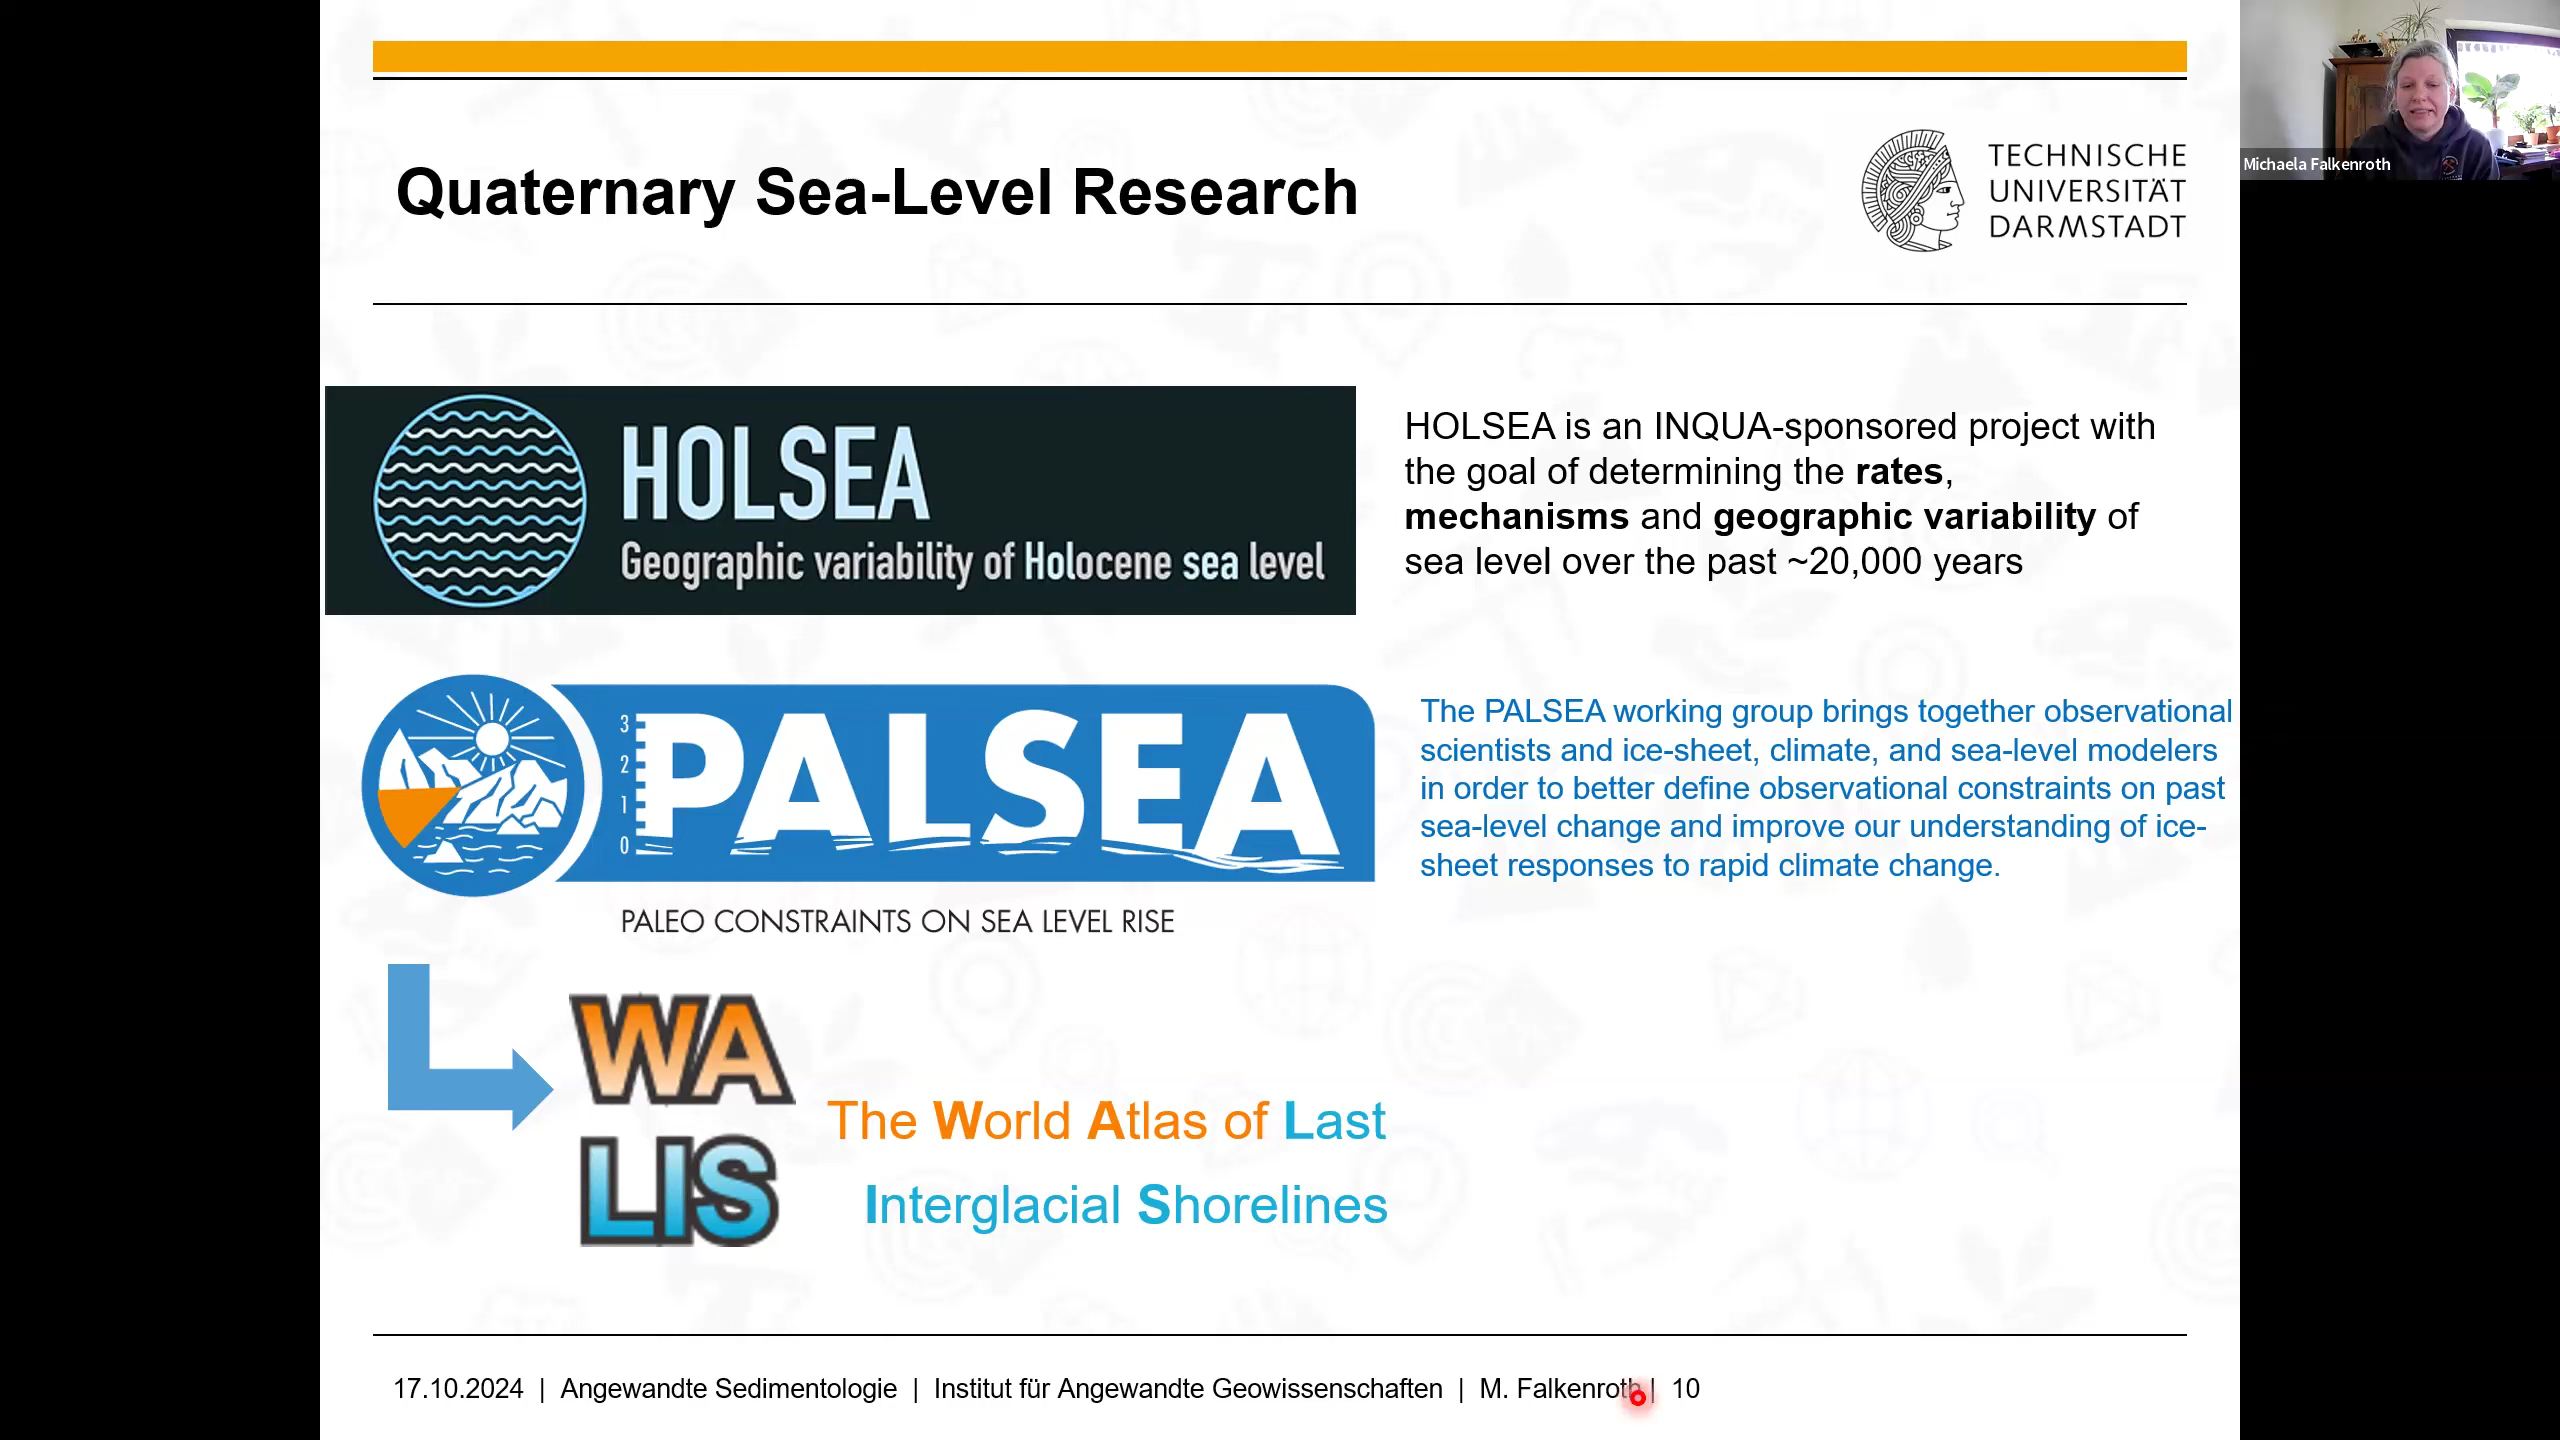 Quaternary Sea-Level Research
TECHNISCHE
UNIVERSITÄT
DARMSTADT
Michaela Falkenroth
HOLSEA
Geographic variability of Holocene sea level
HOLSEA is an INQUA-sponsored project with
the goal of determining the rates,
mechanisms and geographic variability of
sea level over the past ~20,000 years
3
2
1
0
PALSEA
PALEO CONSTRAINTS ON SEA LEVEL RISE
The PALSEA working group brings together observational
scientists and ice-sheet, climate, and sea-level modelers
in order to better define observational constraints on past
sea-level change and improve our understanding of ice-
sheet responses to rapid climate change.
WA
LIS
The World Atlas of Last
Interglacial Shorelines
17.10.2024 | Angewandte Sedimentologie | Institut für Angewandte Geowissenschaften | M. Falkenroth | 10